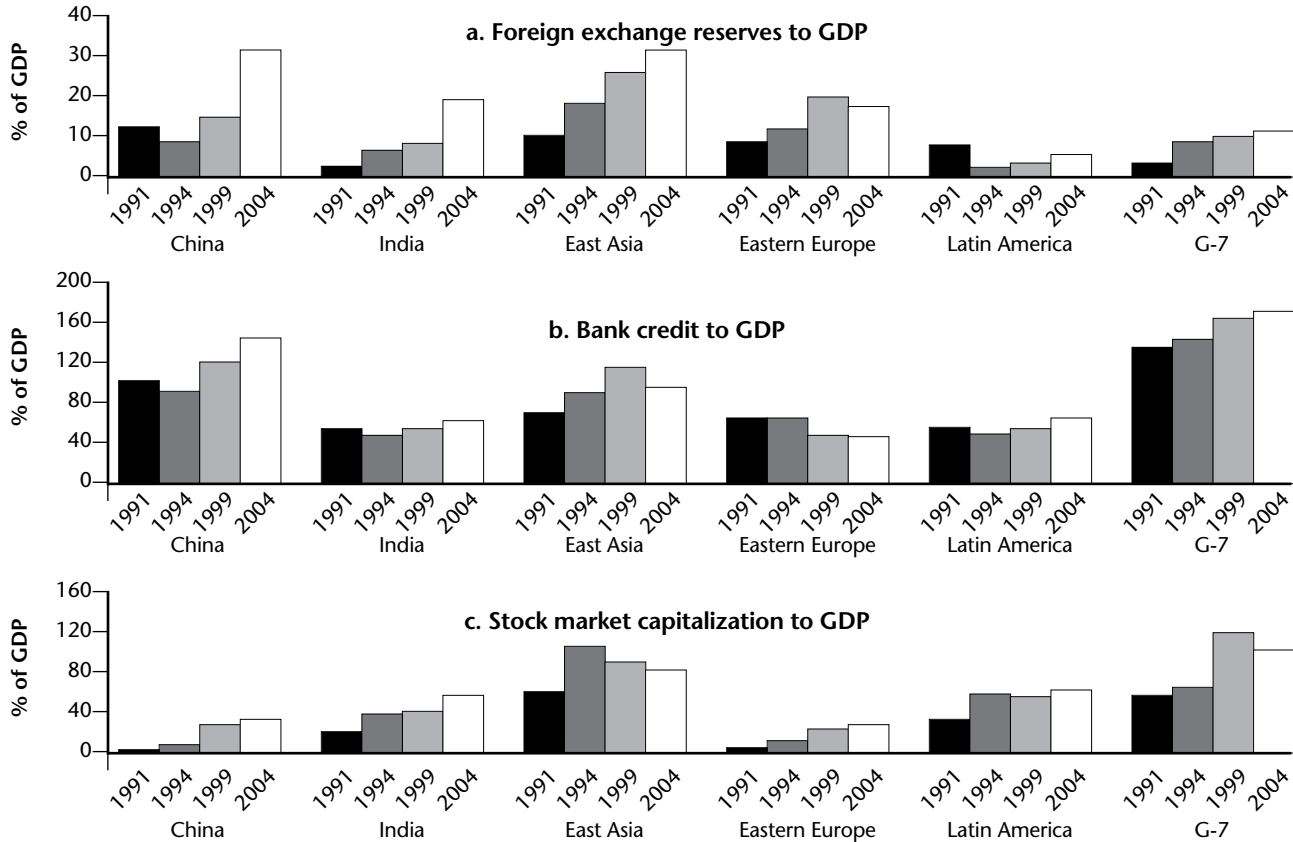 a. Foreign exchange reserves to GDP
% of GDP
40
30
20
10
0
1991 1994 1999 2004 1991 1994 1999 2004 1991 1994 1999 2004 1991 1994 1999 2004 1991 1994 1999 2004 1991 1994 1999 2004
China India East Asia Eastern Europe Latin America G-7
b. Bank credit to GDP
% of GDP
200
160
120
80
40
0
1991 1994 1999 2004 1991 1994 1999 2004 1991 1994 1999 2004 1991 1994 1999 2004 1991 1994 1999 2004 1991 1994 1999 2004
China India East Asia Eastern Europe Latin America G-7
c. Stock market capitalization to GDP
% of GDP
160
120
80
40
0
1991 1994 1999 2004 1991 1994 1999 2004 1991 1994 1999 2004 1991 1994 1999 2004 1991 1994 1999 2004 1991 1994 1999 2004
China India East Asia Eastern Europe Latin America G-7